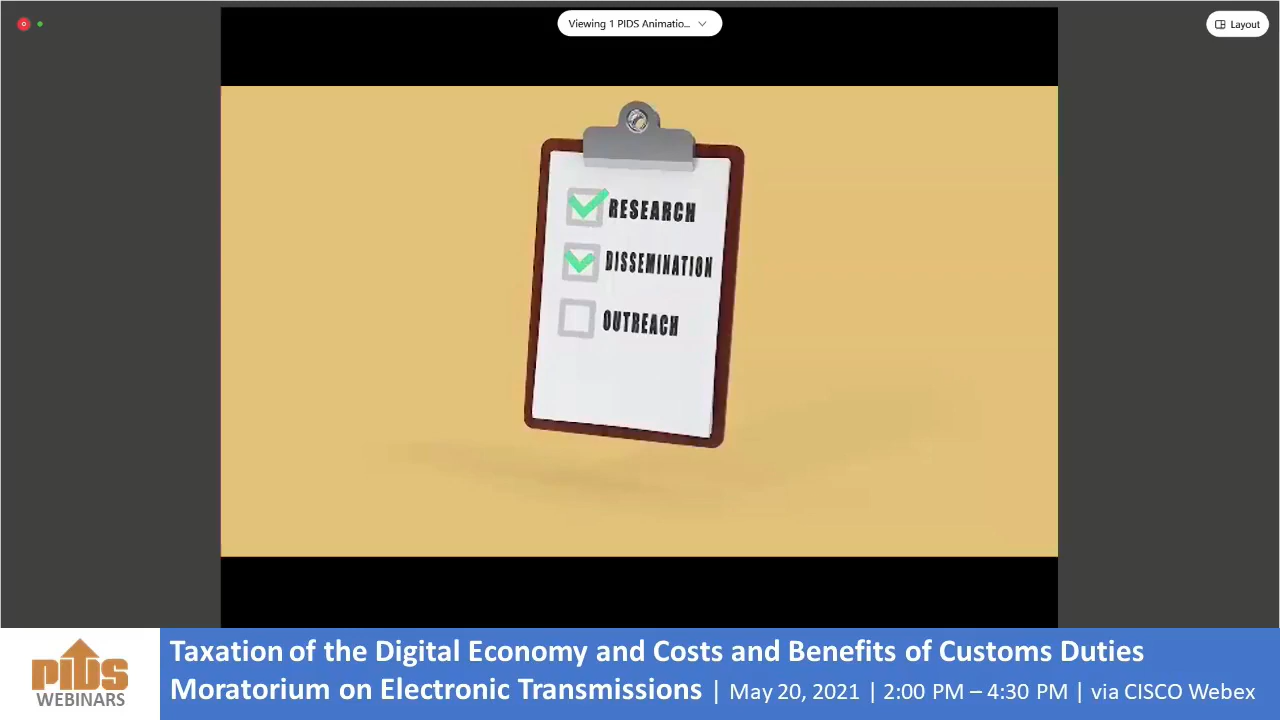 Viewing 1 PIDS Animatio...
Layout
RESEARCH
DISSEMINATION
OUTREACH
PIDS
WEBINARS
Taxation of the Digital Economy and Costs and Benefits of Customs Duties
Moratorium on Electronic Transmissions | May 20, 2021 | 2:00 PM – 4:30 PM | via CISCO Webex